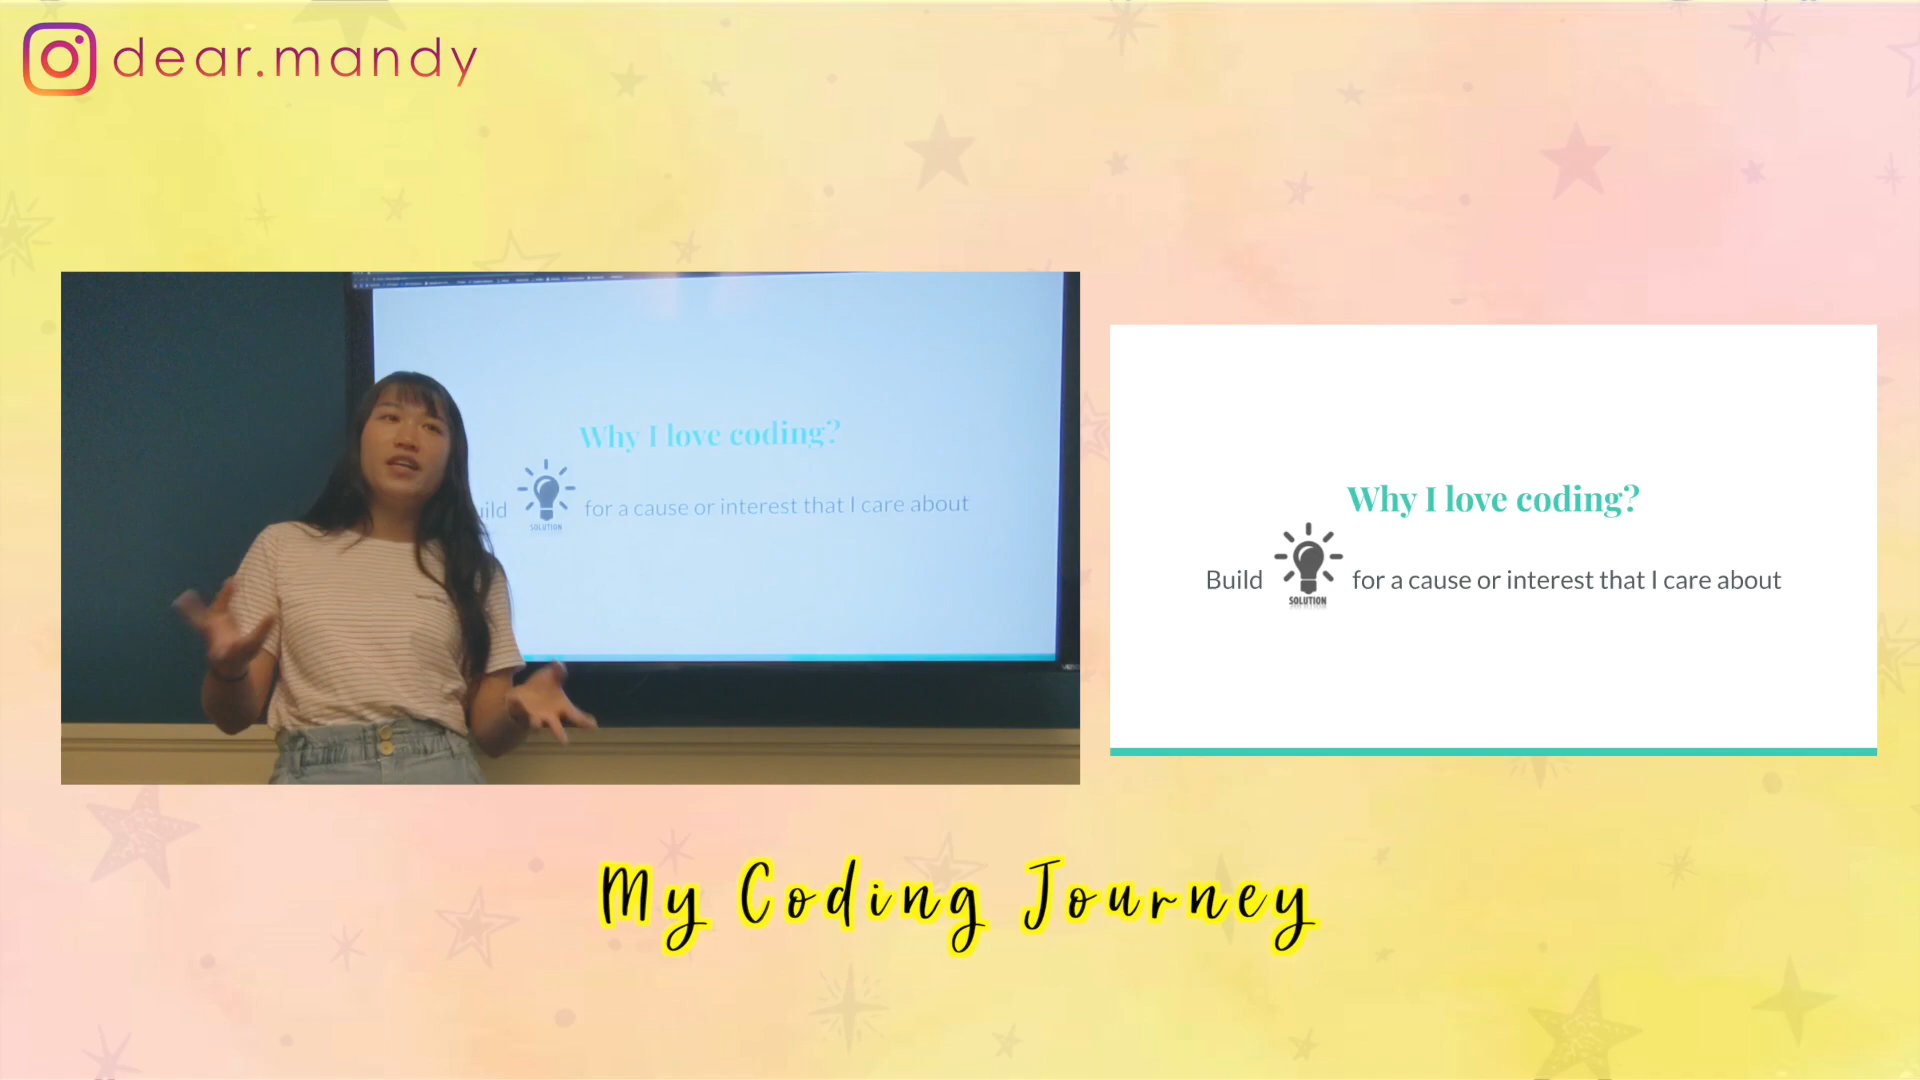 dear.mandy
Why I love coding?
uild SOLUTION for a cause or interest that I care about
Why I love coding?
Build SOLUTION for a cause or interest that I care about
My Coding Journey